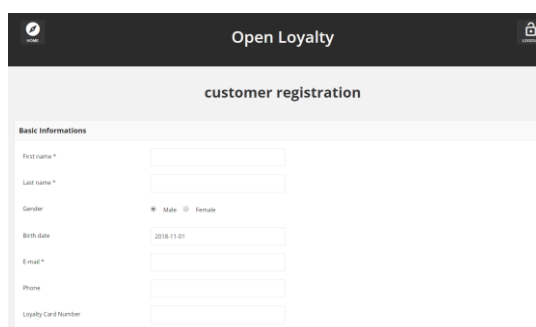 HOME
Open Loyalty
customer registration
Basic Informations
First name *
Last name *
Gender
Male Female
Birth date
2018-11-01
E-mail *
Phone
Loyalty Card Number